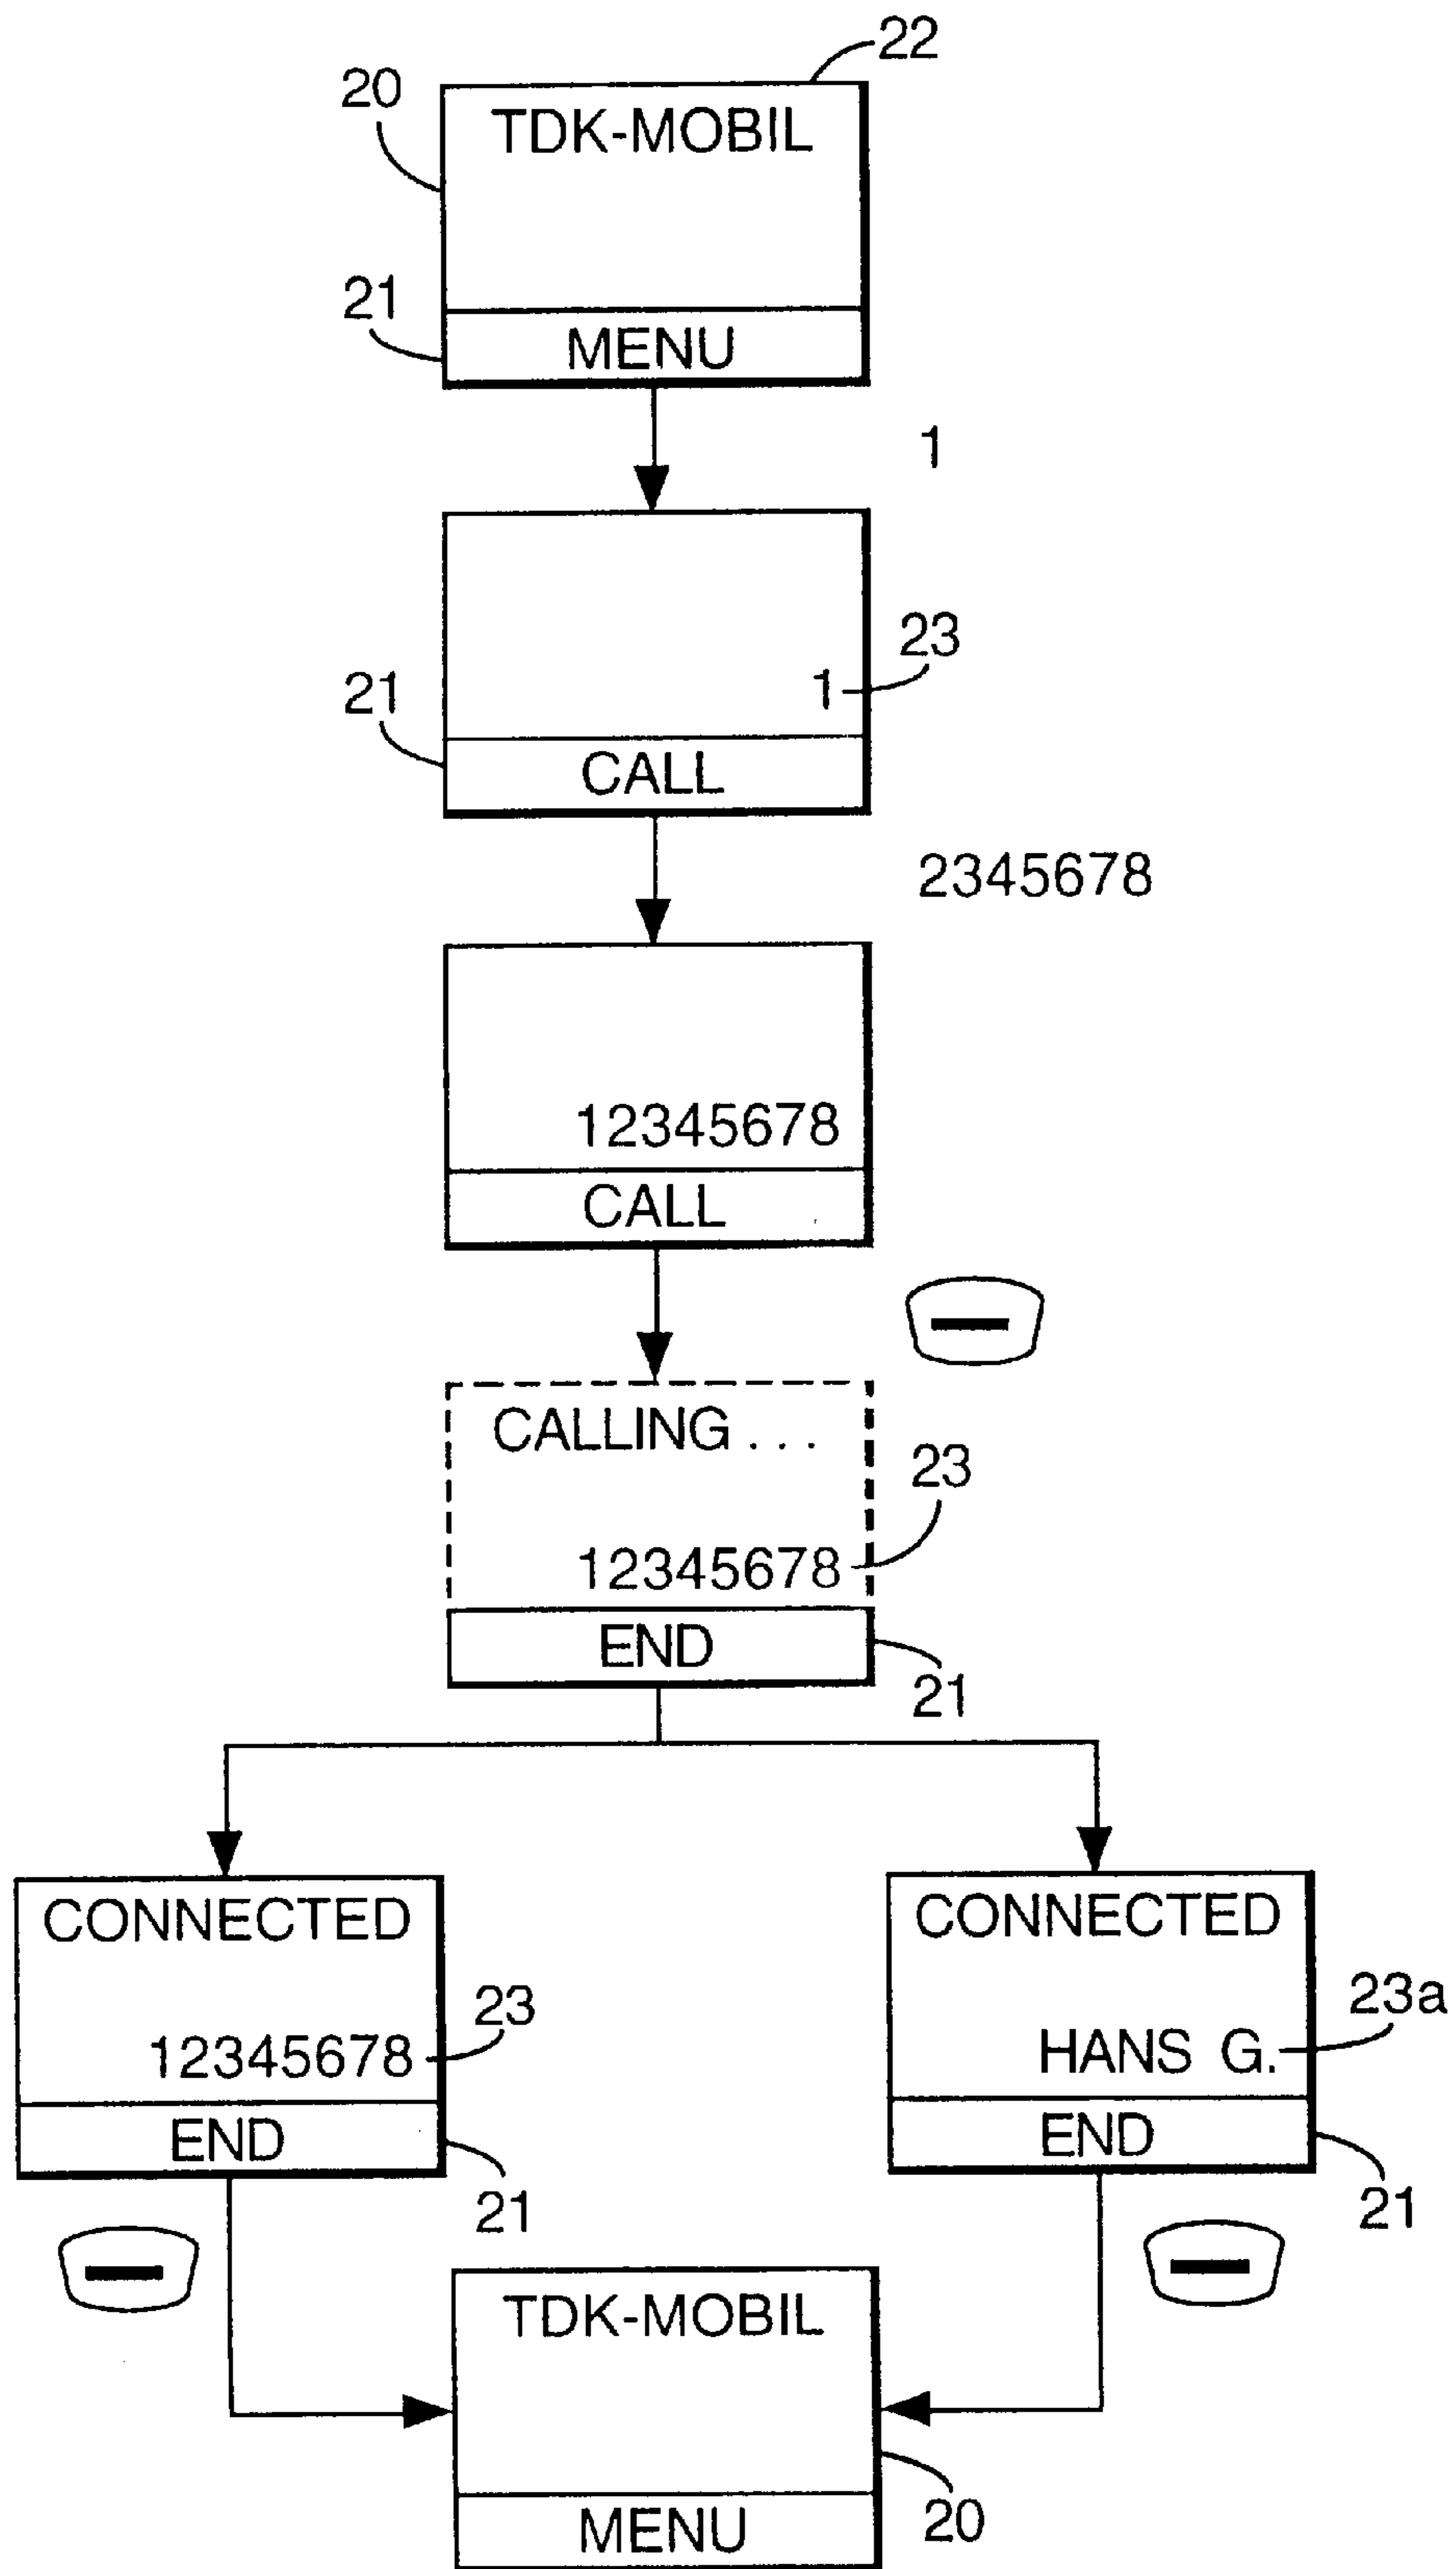 22
20
TDK-MOBIL
21
MENU
1
23
1
21
CALL
2345678
12345678
CALL
CALLING . . .
23
12345678
END
21
CONNECTED
CONNECTED
23
23a
12345678
HANS G.
END
END
21
21
TDK-MOBIL
20
MENU